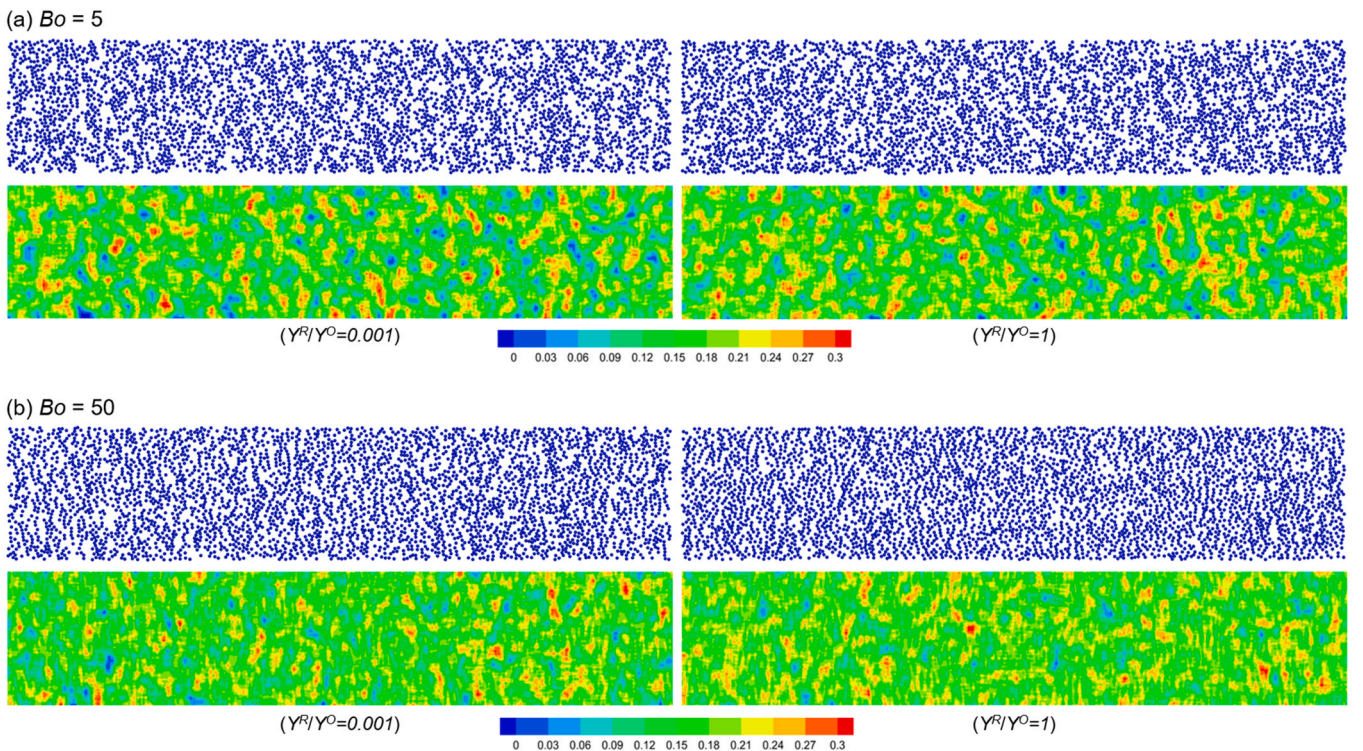 (a) Bo = 5
(Y^R/Y^O=0.001)
(Y^R/Y^O=1)
0 0.03 0.06 0.09 0.12 0.15 0.18 0.21 0.24 0.27 0.3
(b) Bo = 50
(Y^R/Y^O=0.001)
(Y^R/Y^O=1)
0 0.03 0.06 0.09 0.12 0.15 0.18 0.21 0.24 0.27 0.3